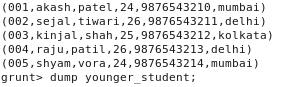 (001,akash,patel,24,9876543210,mumbai)
(002,sejal,tiwari,26,9876543211,delhi)
(003,kinjal,shah,25,9876543212,kolkata)
(004,raju,patil,26,9876543213,delhi)
(005,shyam,vora,24,9876543214,mumbai)
grunt> dump younger_student;